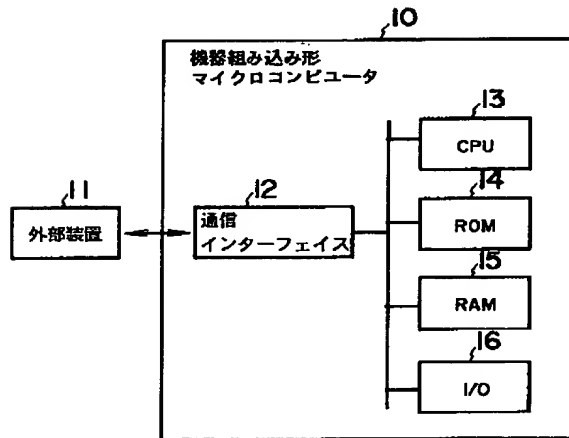 10
機器組み込み形
マイクロコンピュータ
13
CPU
11
外部装置
12
通信
インターフェイス
14
ROM
15
RAM
16
I/O